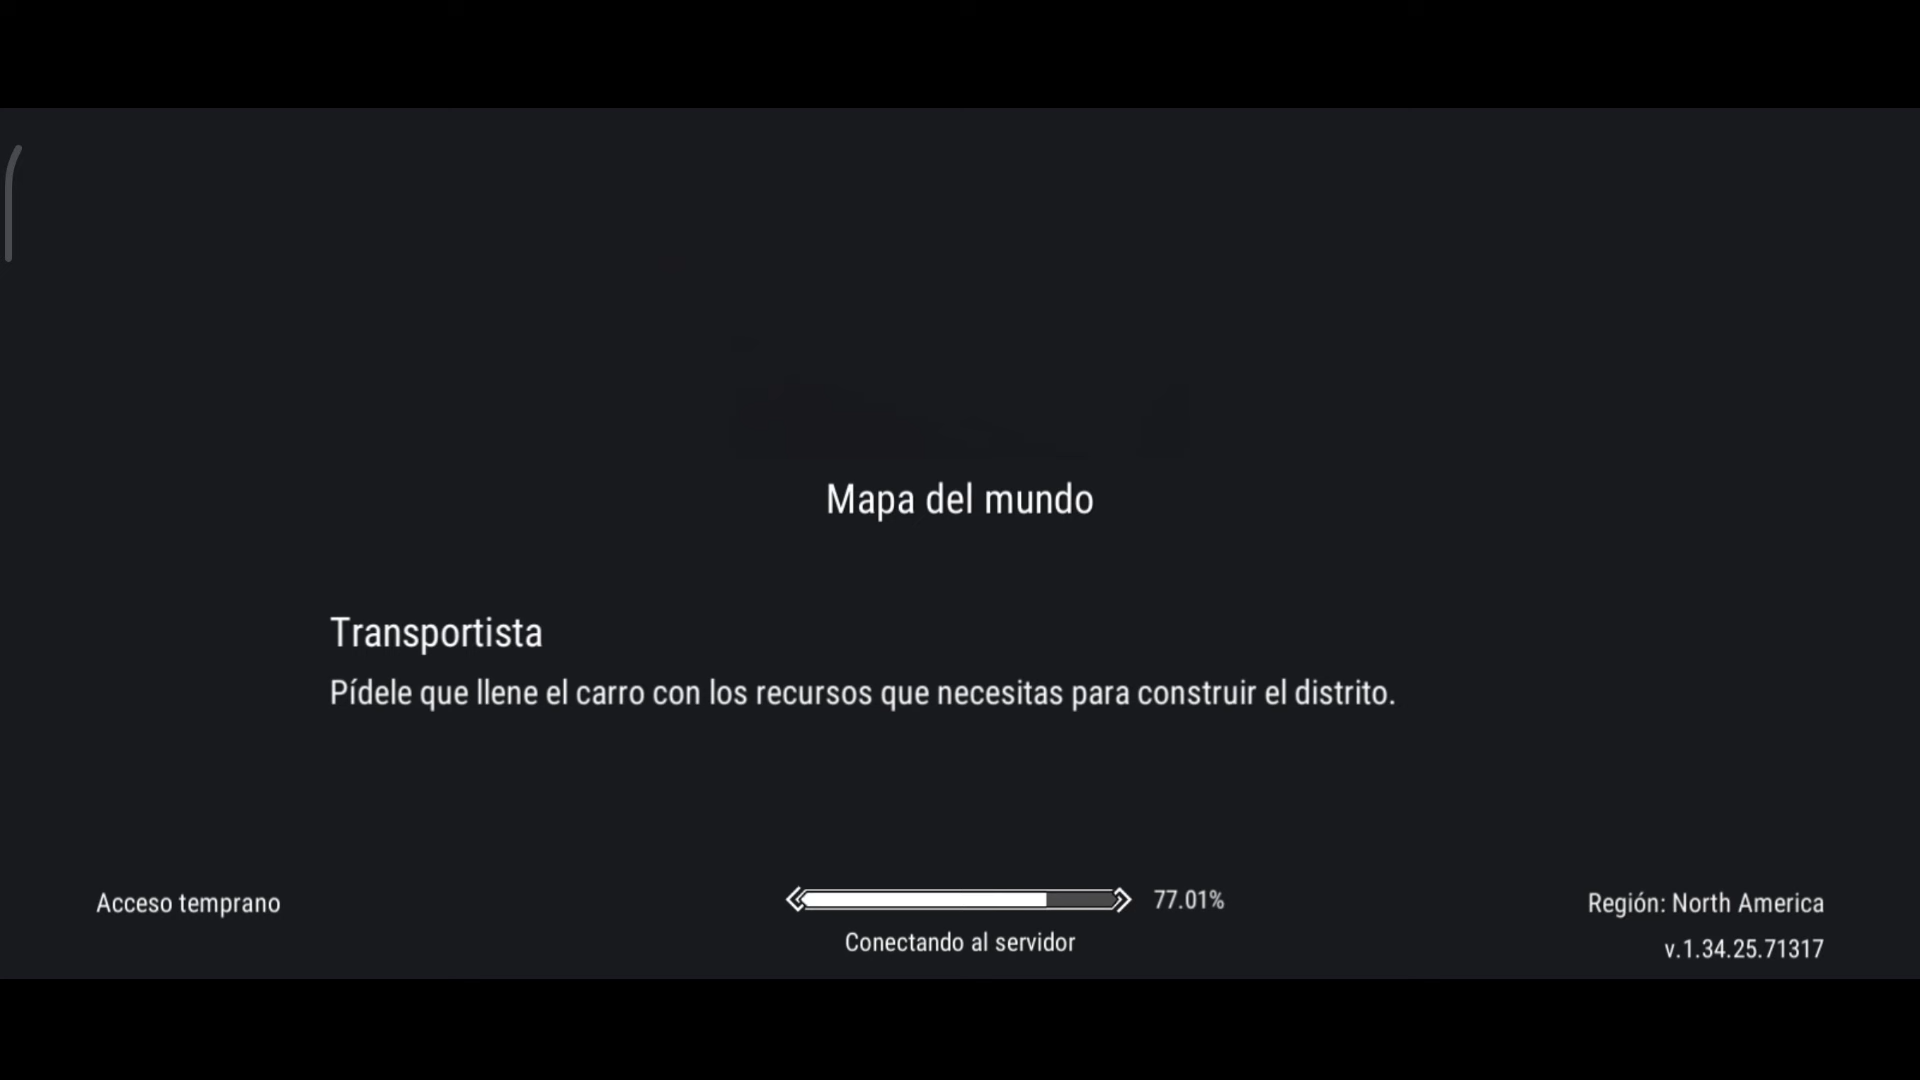 Mapa del mundo
Transportista
Pídele que llene el carro con los recursos que necesitas para construir el distrito.
Acceso temprano
77.01%
Conectando al servidor
Región: North America
v.1.34.25.71317